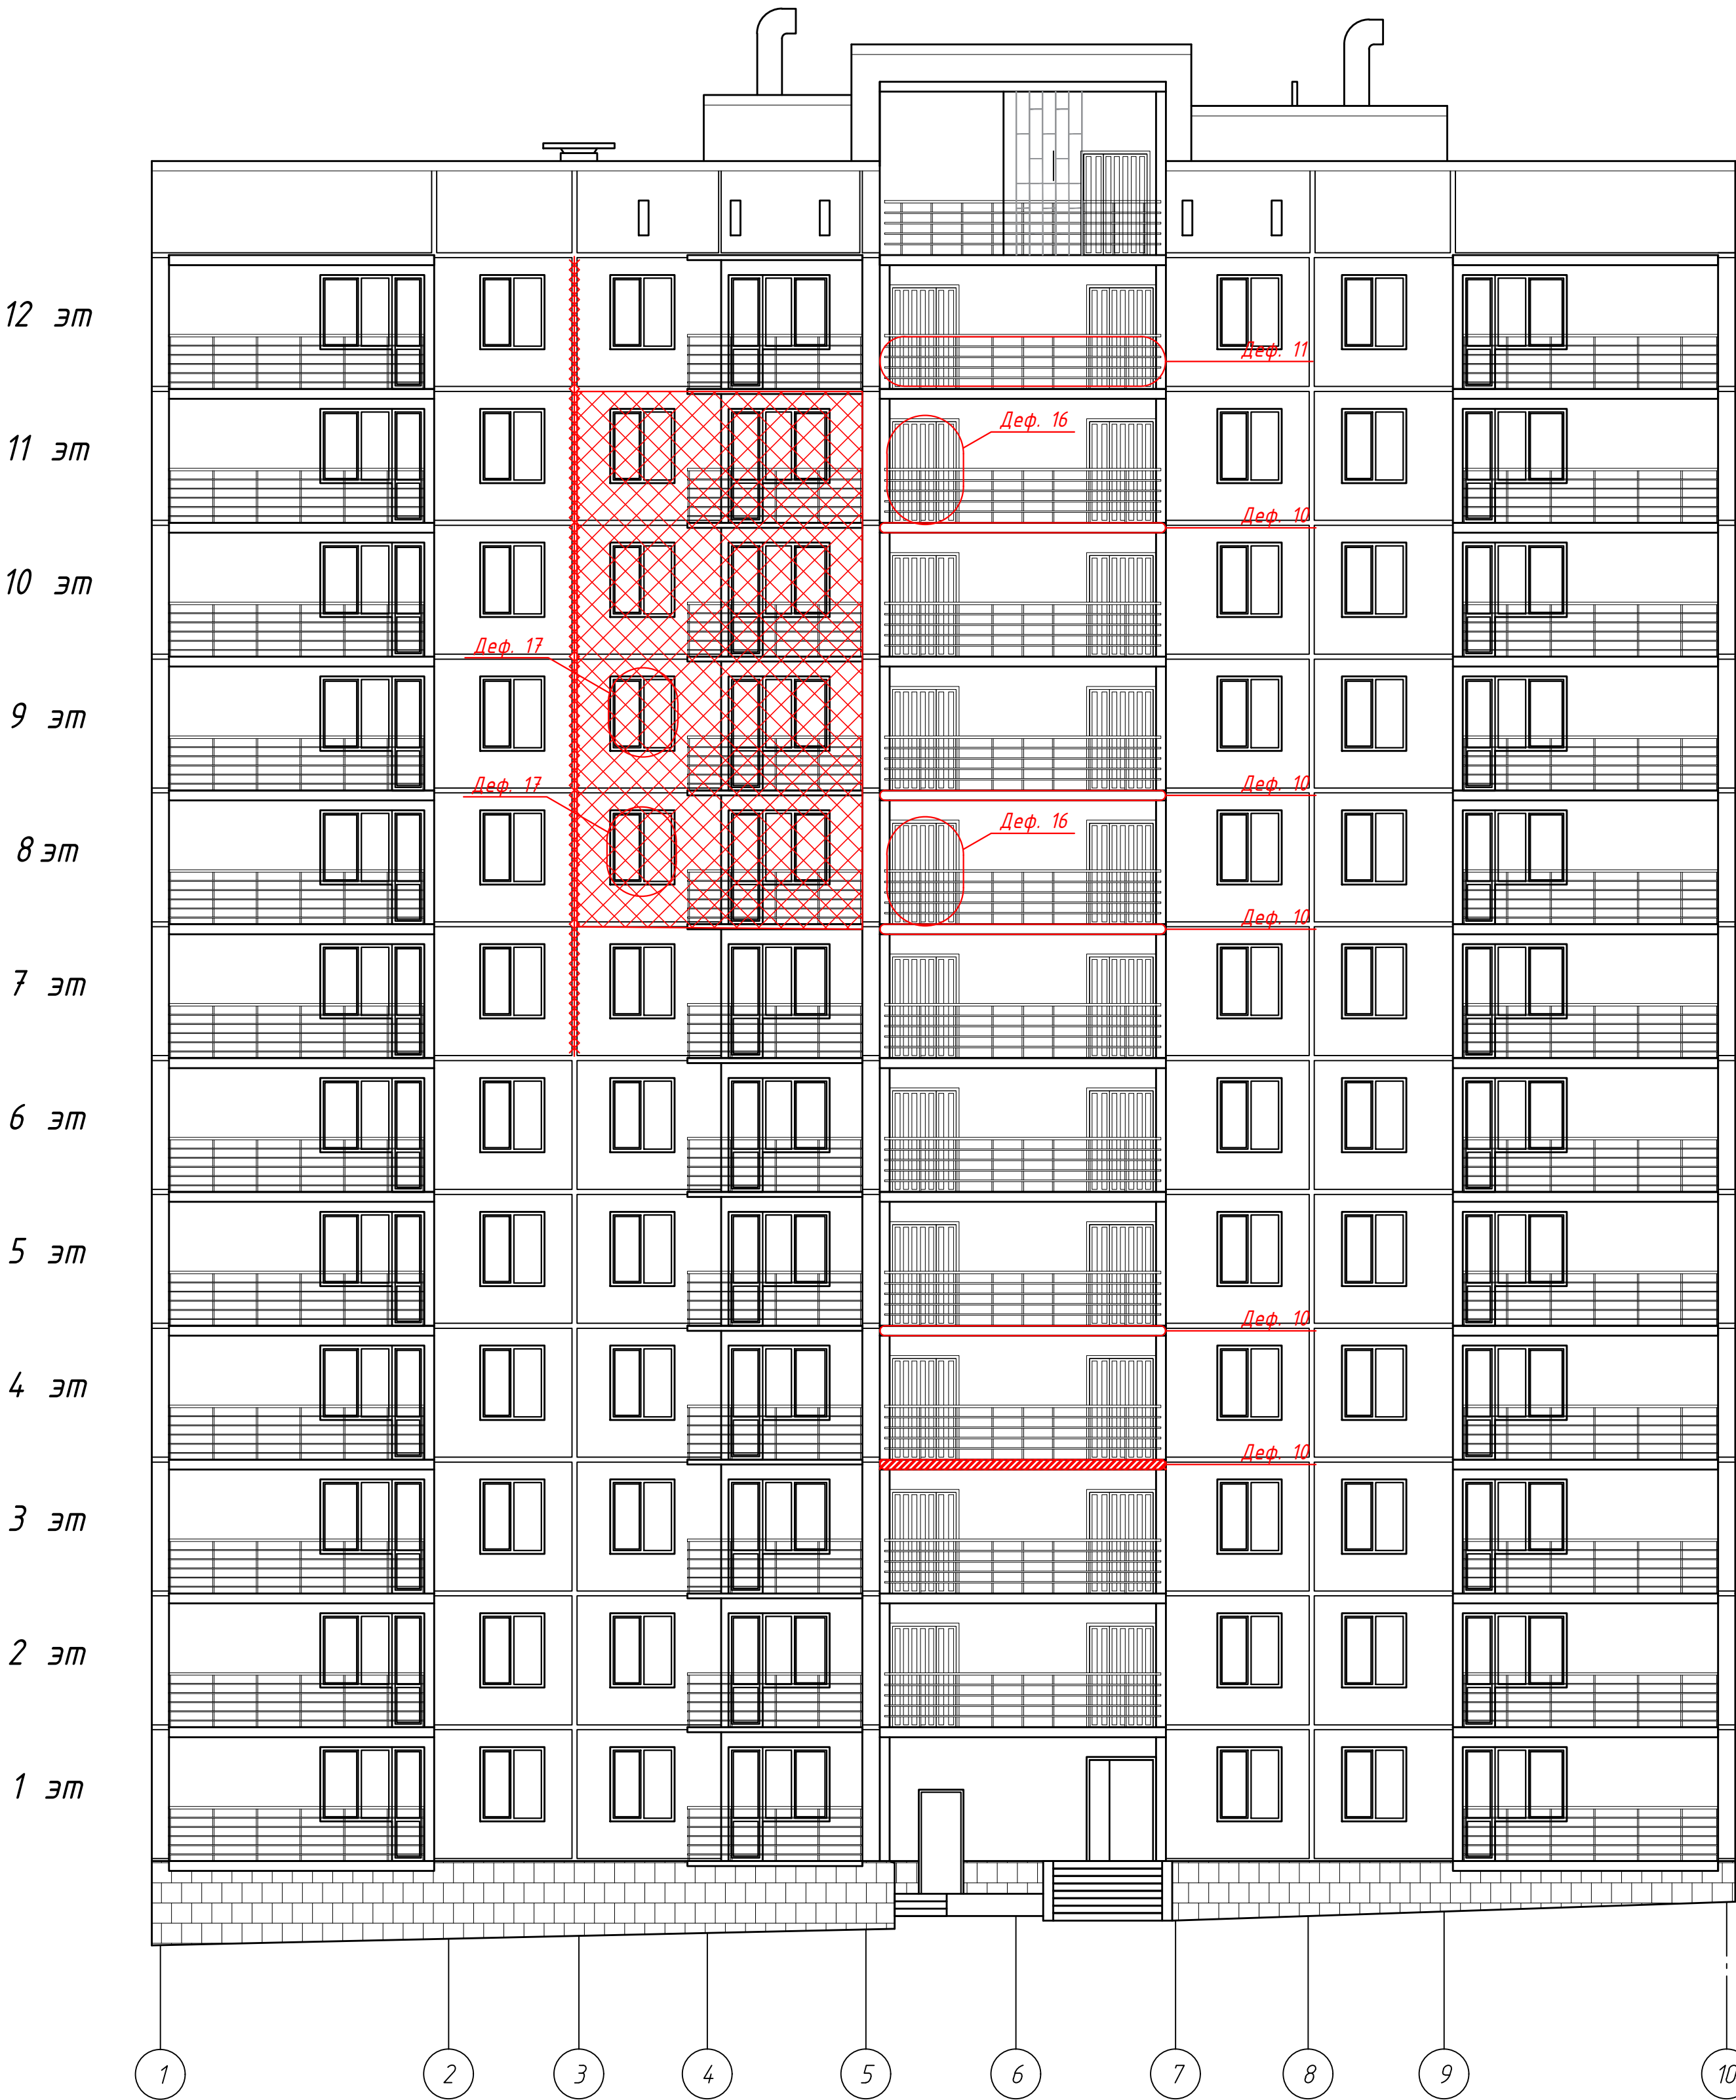 12 эт
Деф. 11
11 эт
Деф. 16
Деф. 10
10 эт
Деф. 17
9 эт
Деф. 17
Деф. 10
8 эт
Деф. 16
Деф. 10
7 эт
6 эт
5 эт
Деф. 10
4 эт
Деф. 10
3 эт
2 эт
1 эт
1 2 3 4 5 6 7 8 9 10